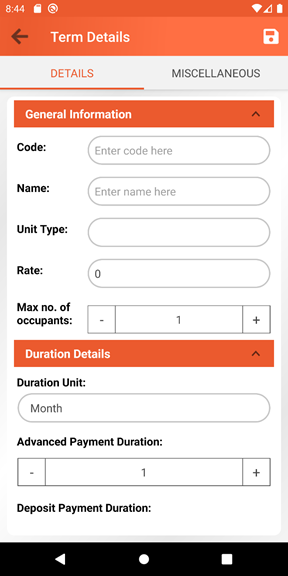 8:44
Term Details
DETAILS MISCELLANEOUS
General Information
Code: Enter code here
Name: Enter name here
Unit Type:
Rate: 0
Max no. of
occupants: - 1 +
Duration Details
Duration Unit:
Month
Advanced Payment Duration:
- 1 +
Deposit Payment Duration: